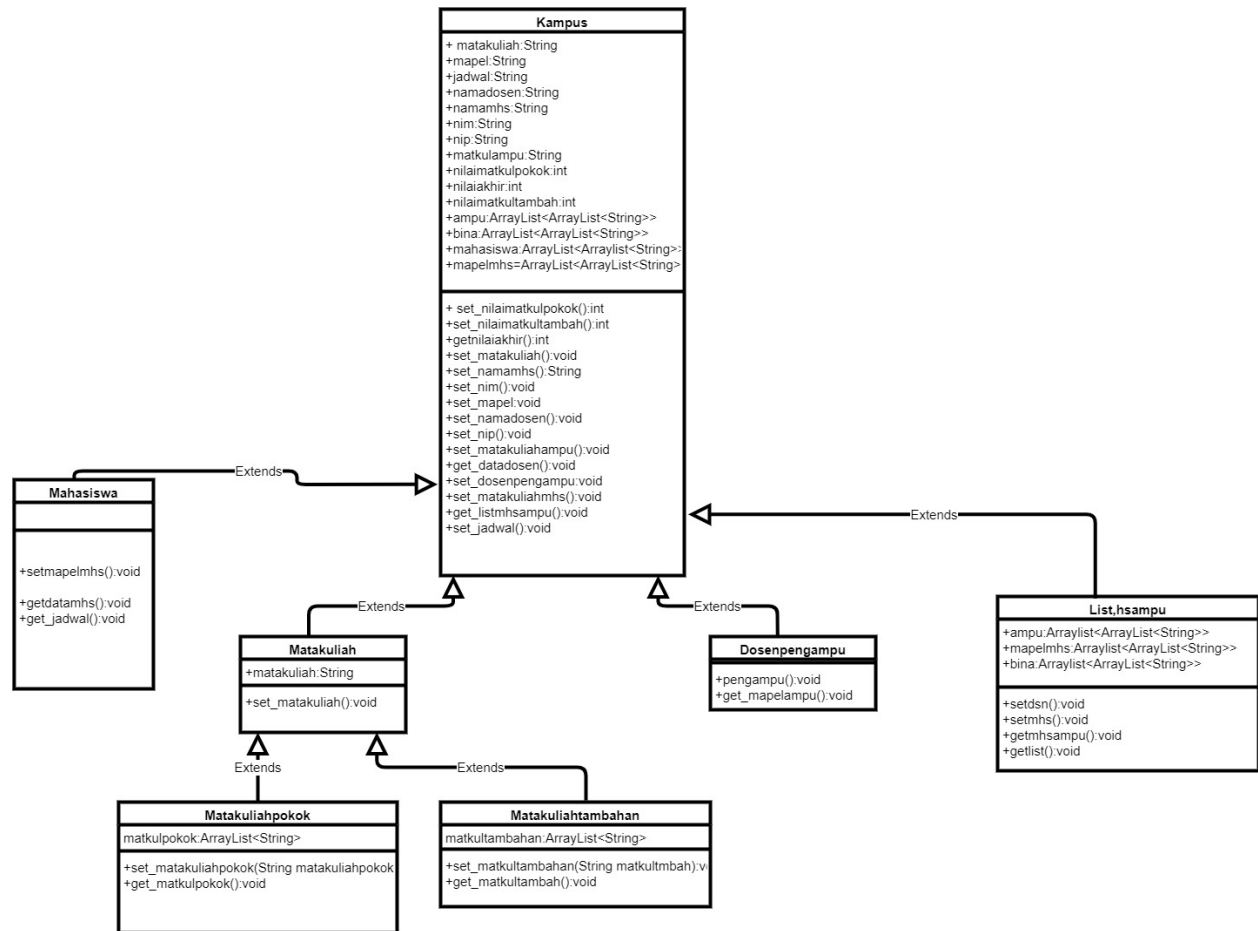 Kampus
+ matakuliah:String
+mapel:String
+jadwal:String
+namadosen:String
+namamhs:String
+nim:String
+nip:String
+matkulampu:String
+nilaimatkulpokok:int
+nilaiakhir:int
+nilaimatkultambah:int
+ampu:ArrayList<ArrayList<String>>
+bina:ArrayList<ArrayList<String>>
+mahasiswa:ArrayList<Arraylist<String>>
+mapelmhs=ArrayList<ArrayList<String>
+ set_nilaimatkulpokok():int
+set_nilaimatkultambah():int
+getnilaiakhir():int
+set_matakuliah():void
+set_namamhs():String
+set_nim():void
+set_mapel:void
+set_namadosen():void
+set_nip():void
+set_matakuliahampu():void
+get_datadosen():void
+set_dosenpengampu:void
+set_matakuliahmhs():void
+get_listmhsampu():void
+set_jadwal():void
Extends
Mahasiswa
+setmapelmhs():void
+getdatamhs():void
+get_jadwal():void
Extends
List,hsampu
+ampu:Arraylist<ArrayList<String>>
+mapelmhs:Arraylist<ArrayList<String>>
+bina:Arraylist<ArrayList<String>>
+setdsn():void
+setmhs():void
+getmhsampu():void
+getlist():void
Extends
Matakuliah
+matakuliah:String
+set_matakuliah():void
Extends
Dosenpengampu
+pengampu():void
+get_mapelampu():void
Extends
Matakuliahpokok
matkulpokok:ArrayList<String>
+set_matakuliahpokok(String matakuliahpokok
+get_matkulpokok():void
Extends
Matakuliahtambahan
matkultambahan:ArrayList<String>
+set_matkultambahan(String matkultmbah):v
+get_matkultambah():void